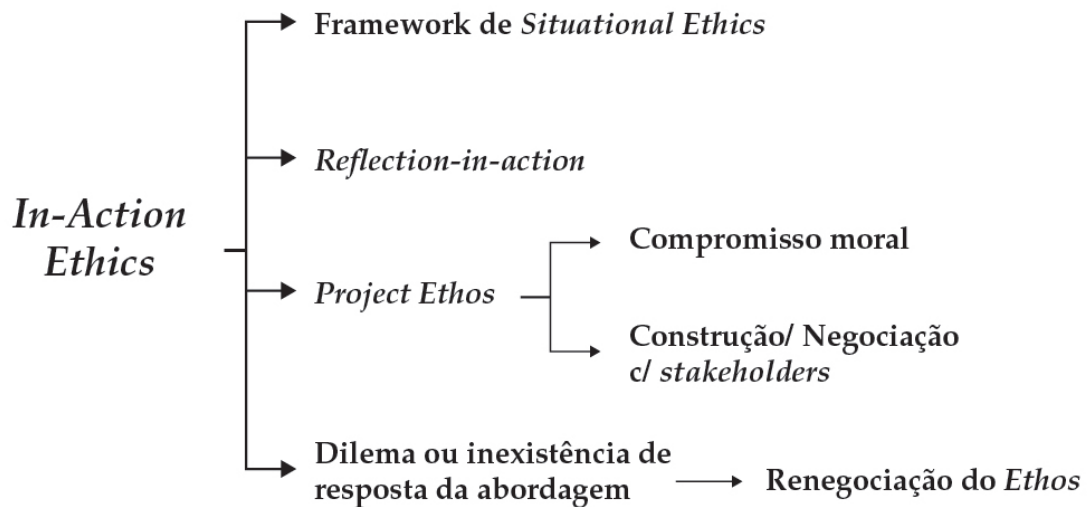 Framework de Situational Ethics
Reflection-in-action
In-Action
Ethics
Project Ethos
Compromisso moral
Construção/ Negociação
c/ stakeholders
Dilema ou inexistência de
resposta da abordagem
Renegociação do Ethos